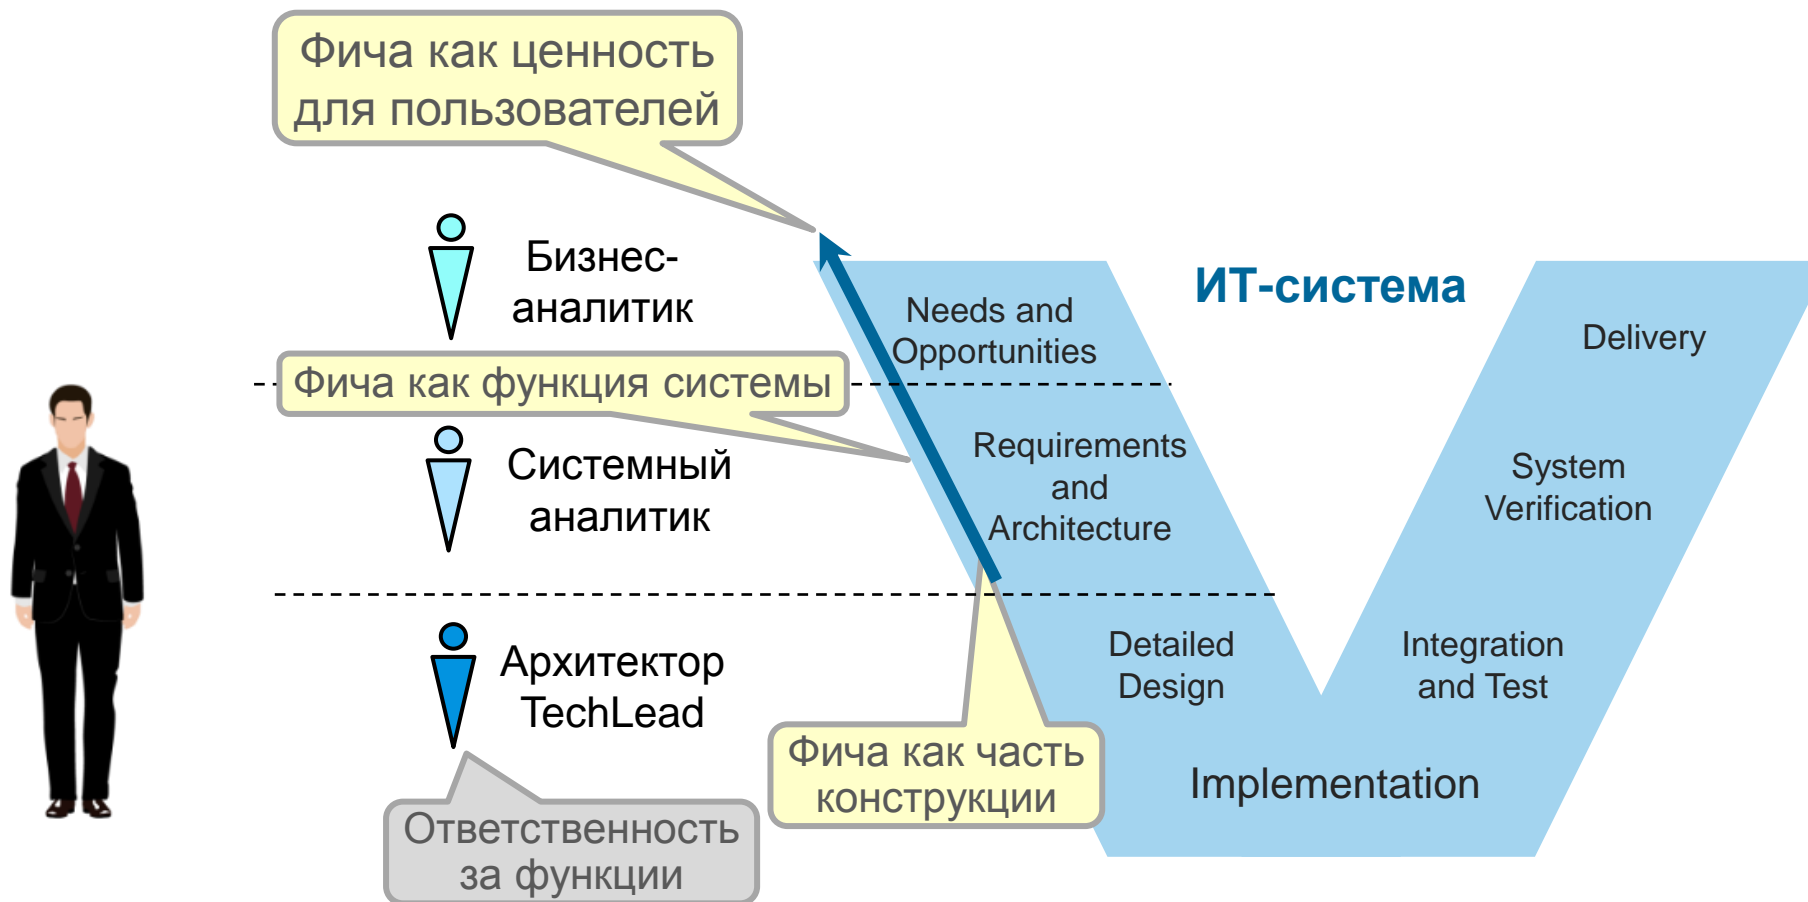 Фича как ценность
для пользователей
Бизнес-
аналитик
ИТ-система
Needs and
Opportunities
Delivery
Фича как функция системы
Системный
аналитик
Requirements
and
Architecture
System
Verification
Архитектор
TechLead
Detailed
Design
Integration
and Test
Фича как часть
конструкции
Implementation
Ответственность
за функции